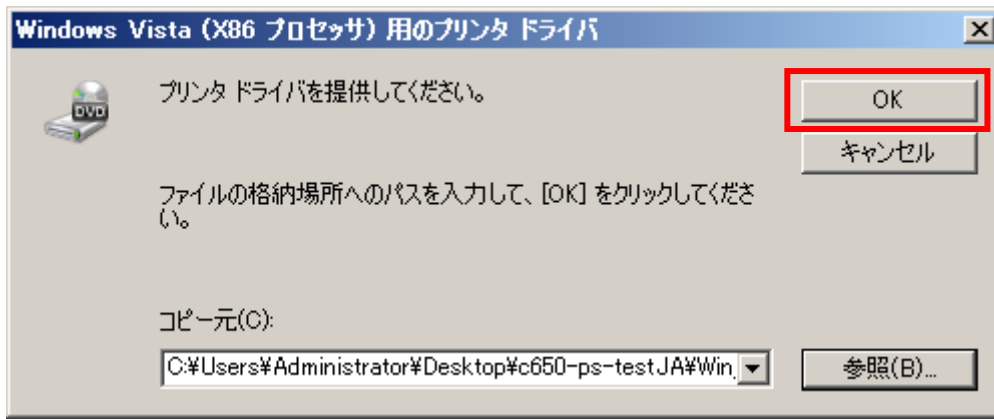 Windows Vista (X86 プロセッサ) 用のプリンタ ドライバ
プリンタ ドライバを提供してください。
OK
キャンセル
ファイルの格納場所へのパスを入力して、[OK] をクリックしてくださ
い。
コピー元(C):
C:¥Users¥Administrator¥Desktop¥c650-ps-testJA¥Win_
参照(B)...
DVD